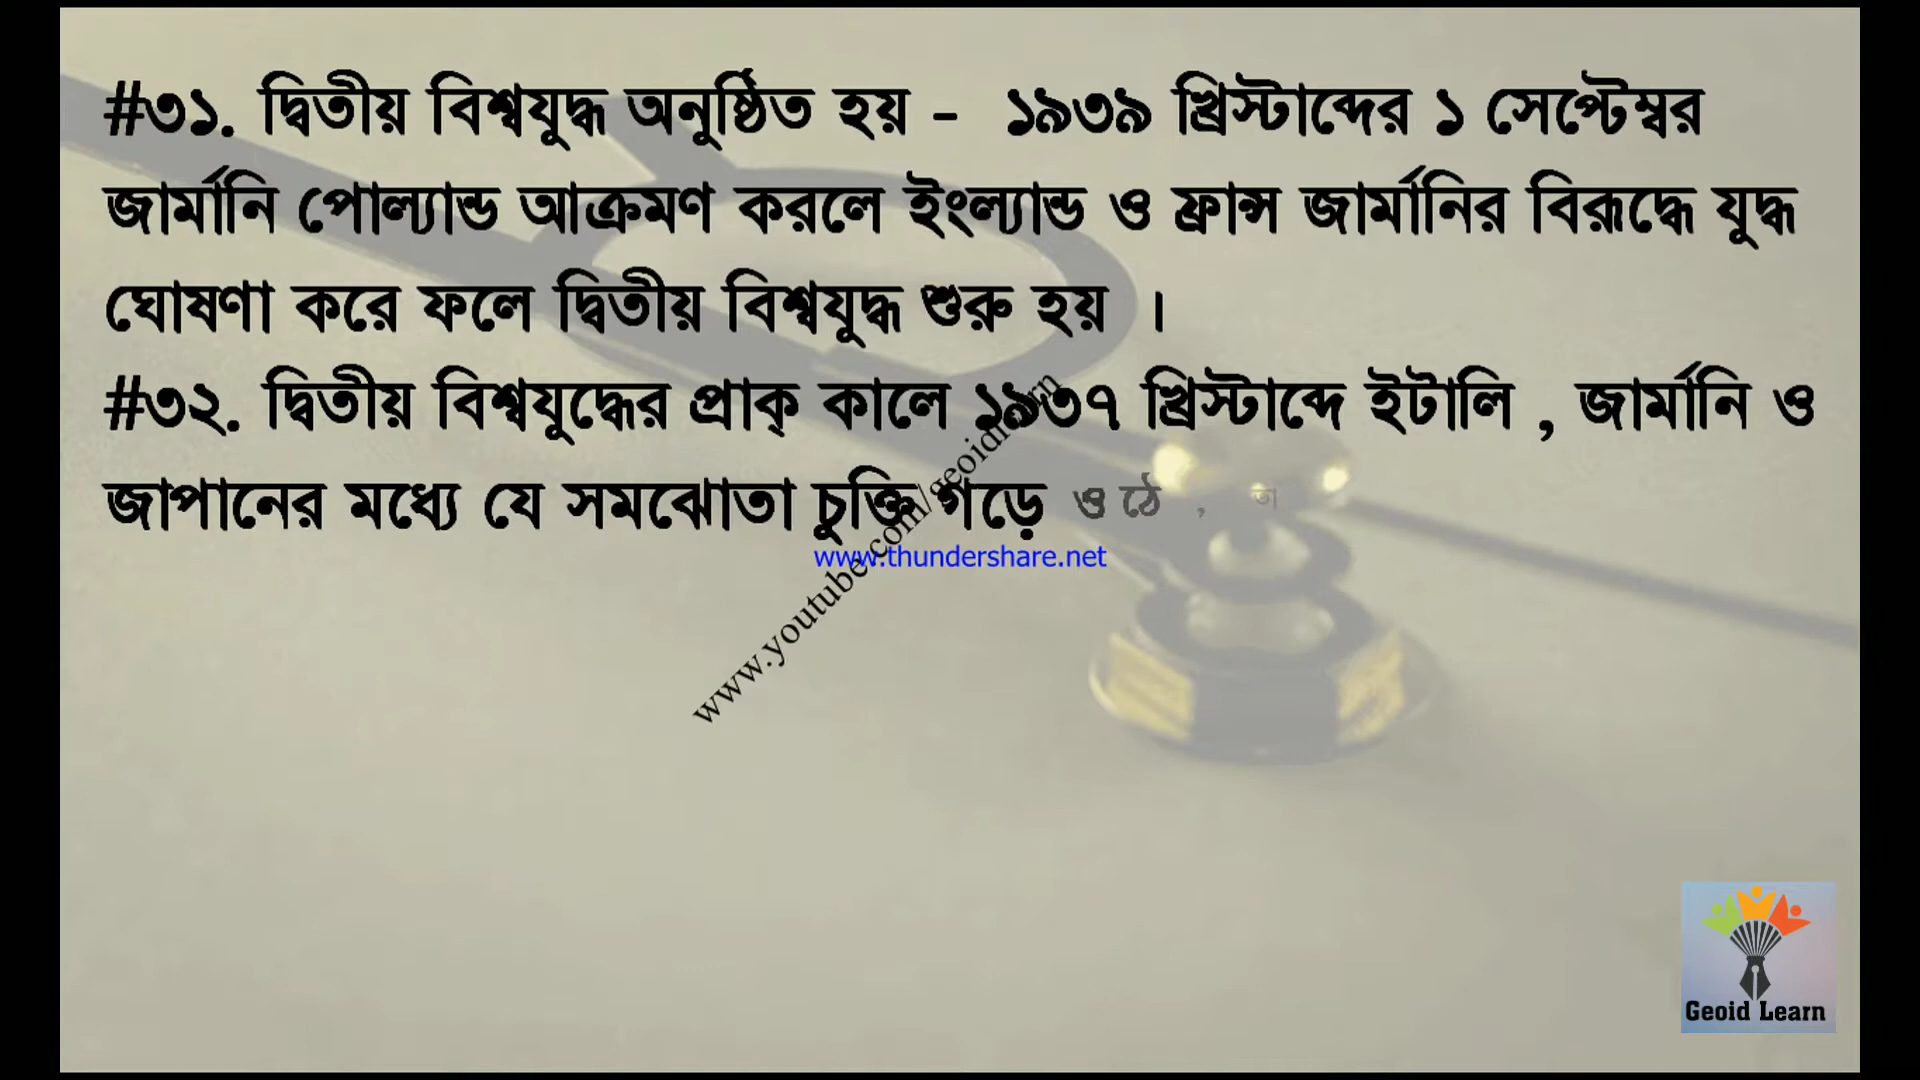 #৩১. দ্বিতীয় বিশ্বযুদ্ধ অনুষ্ঠিত হয় - ১৯৩৯ খ্রিস্টাব্দের ১ সেপ্টেম্বর
জার্মানি পোল্যান্ড আক্রমণ করলে ইংল্যান্ড ও ফ্রান্স জার্মানির বিরূদ্ধে যুদ্ধ
ঘোষণা করে ফলে দ্বিতীয় বিশ্বযুদ্ধ শুরু হয় ।
#৩২. দ্বিতীয় বিশ্বযুদ্ধের প্রাক্ কালে ১৯৩৭ খ্রিস্টাব্দে ইটালি , জার্মানি ও
জাপানের মধ্যে যে সমঝোতা চুক্তি গড়ে ওঠে , তা
www.thundershare.net
www.youtube.com/geoidlearn
Geoid Learn